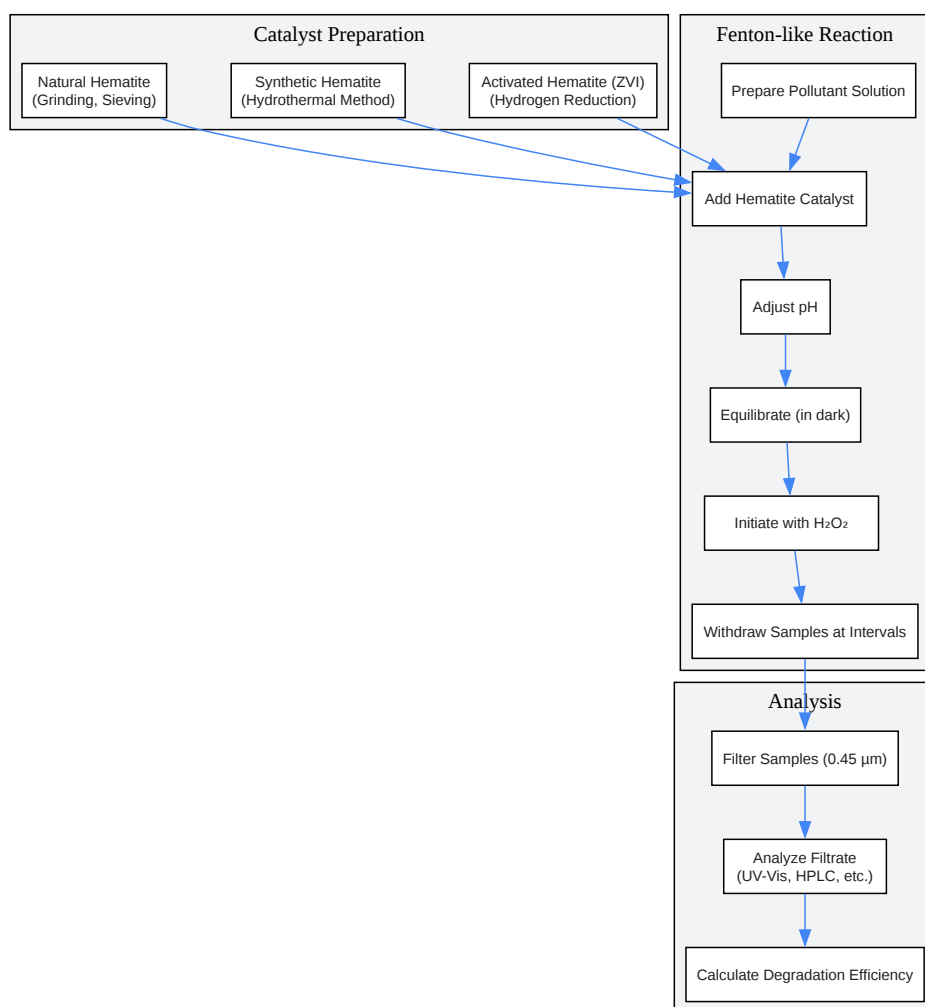 Catalyst Preparation
Natural Hematite
(Grinding, Sieving)
Synthetic Hematite
(Hydrothermal Method)
Activated Hematite (ZVI)
(Hydrogen Reduction)
Fenton-like Reaction
Prepare Pollutant Solution
Add Hematite Catalyst
Adjust pH
Equilibrate (in dark)
Initiate with H₂O₂
Withdraw Samples at Intervals
Analysis
Filter Samples (0.45 µm)
Analyze Filtrate
(UV-Vis, HPLC, etc.)
Calculate Degradation Efficiency